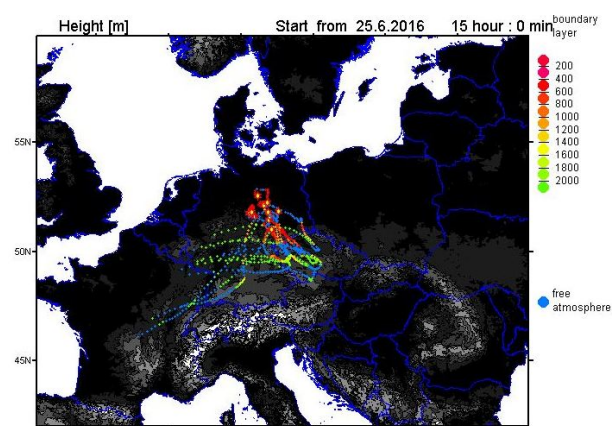 Height [m] Start from 25.6.2016 15 hour : 0 min
boundary
layer
200
400
600
800
1000
1200
1400
1600
1800
2000
55N
50N
45N
free
atmosphere